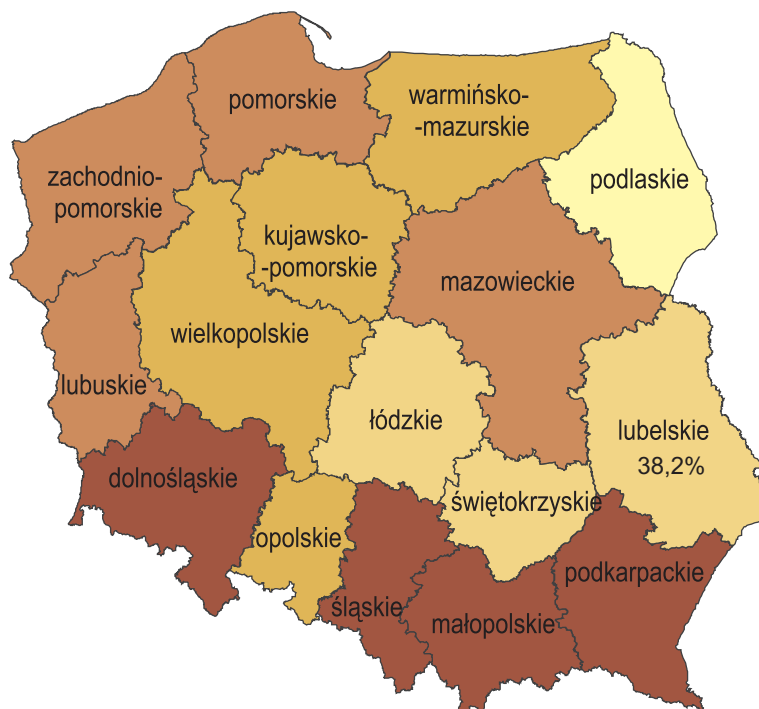 pomorskie
warmińsko-
-mazurskie
podlaskie
zachodnio-
pomorskie
kujawsko-
-pomorskie
mazowieckie
wielkopolskie
lubuskie
łódzkie
lubelskie
38,2%
dolnośląskie
świętokrzyskie
opolskie
podkarpackie
śląskie
małopolskie